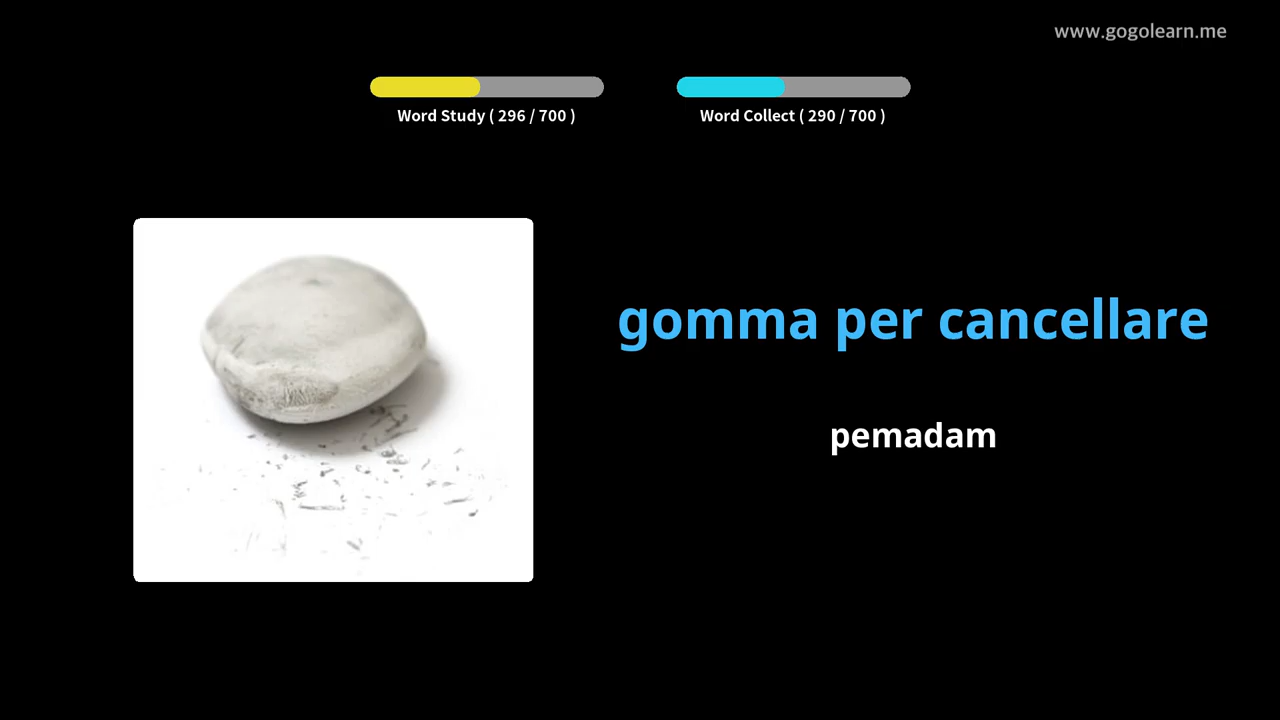 www.gogolearn.me
Word Study ( 296 / 700 )
Word Collect ( 290 / 700 )
gomma per cancellare
pemadam